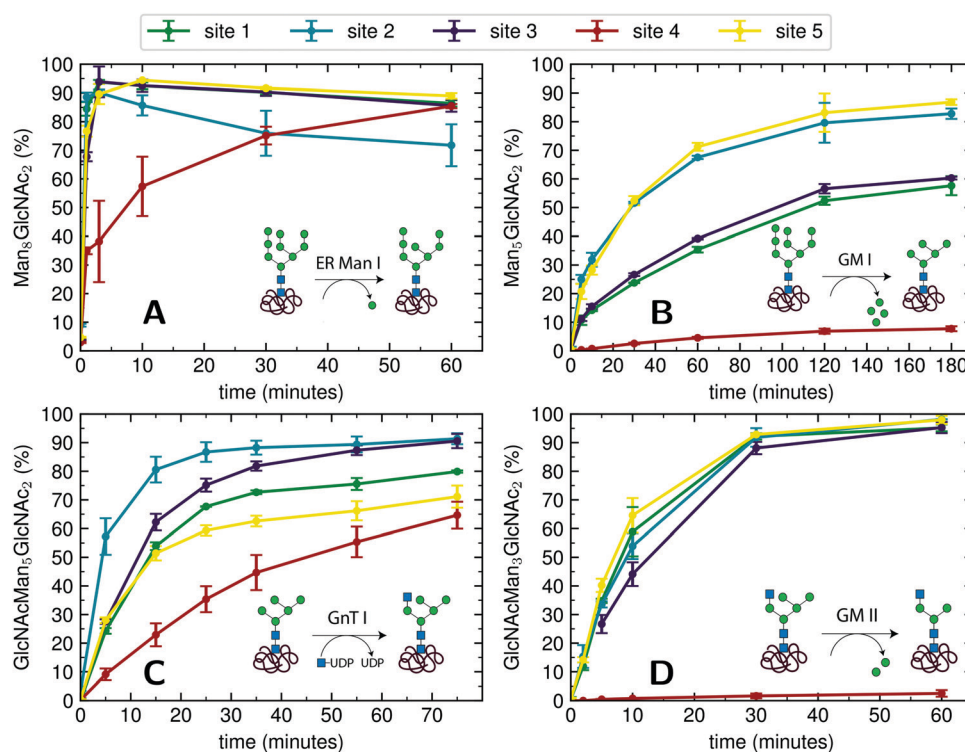 site 1 site 2 site 3 site 4 site 5
Man8GlcNAc2 (%)
100
90
80
70
60
50
40
30
20
10
0
A
ER Man I
0 10 20 30 40 50 60
time (minutes)
Man5GlcNAc2 (%)
100
90
80
70
60
50
40
30
20
10
0
B
GM I
0 20 40 60 80 100 120 140 160 180
time (minutes)
GlcNAcMan5GlcNAc2 (%)
100
90
80
70
60
50
40
30
20
10
0
C
GnT I
-UDP UDP
0 10 20 30 40 50 60 70
time (minutes)
GlcNAcMan3GlcNAc2 (%)
100
90
80
70
60
50
40
30
20
10
0
D
GM II
0 10 20 30 40 50 60
time (minutes)